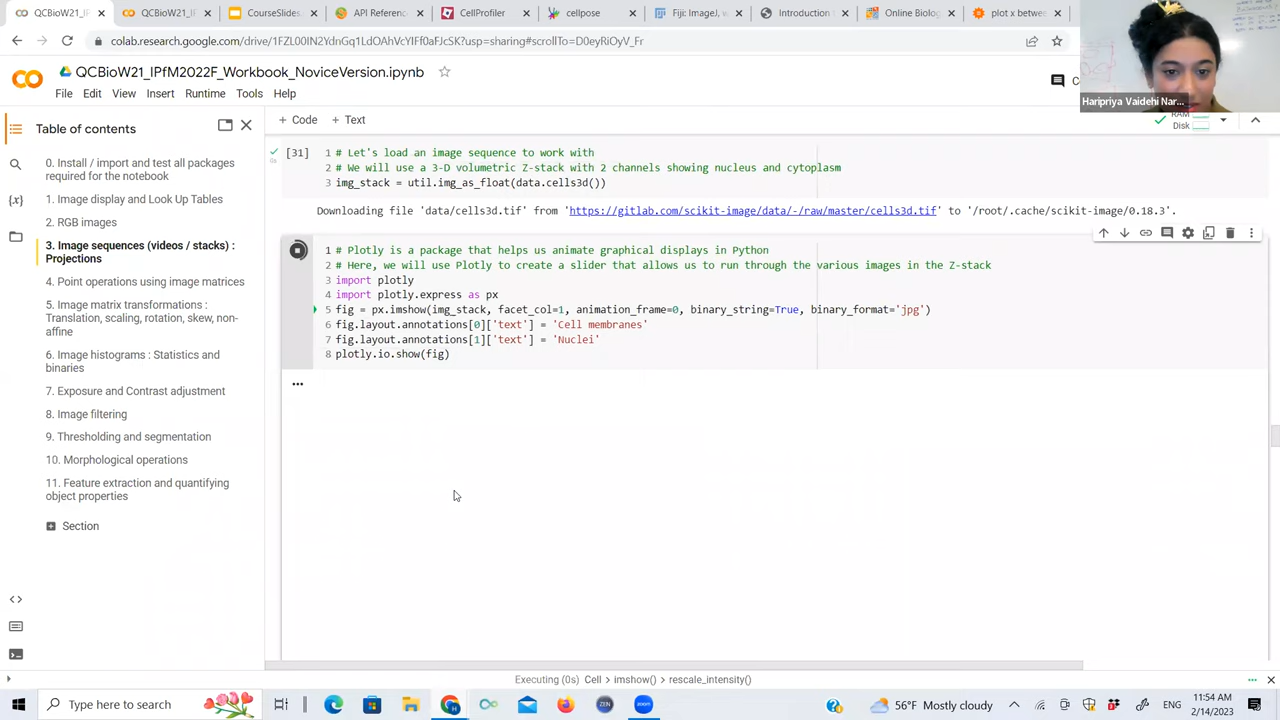 QCBioW21_IPfM
QCBioW21_IPfM
CourseSlides
API Referenc
CellProfiler
cellpose
Fiji: ImageJ, w
Introduction
Online Biolog
plot x betwee
colab.research.google.com/drive/1FZL00IN2YdnGq1LdOAhVcYIFf0aFJcSK?usp=sharing#scrollTo=D0eyRiOyV_Fr
CO
QCBioW21_IPfM2022F_Workbook_NoviceVersion.ipynb
File Edit View Insert Runtime Tools Help
Haripriya Vaidehi Nar...
Table of contents
+ Code + Text
RAM
Disk
0. Install / import and test all packages
required for the notebook
1. Image display and Look Up Tables
2. RGB images
3. Image sequences (videos / stacks) :
Projections
4. Point operations using image matrices
5. Image matrix transformations :
Translation, scaling, rotation, skew, non-
affine
6. Image histograms : Statistics and
binaries
7. Exposure and Contrast adjustment
8. Image filtering
9. Thresholding and segmentation
10. Morphological operations
11. Feature extraction and quantifying
object properties
Section
[31] 1 # Let's load an image sequence to work with
2 # We will use a 3-D volumetric Z-stack with 2 channels showing nucleus and cytoplasm
3 img_stack = util.img_as_float(data.cells3d())
Downloading file 'data/cells3d.tif' from 'https://gitlab.com/scikit-image/data/-/raw/master/cells3d.tif' to '/root/.cache/scikit-image/0.18.3'.
1 # Plotly is a package that helps us animate graphical displays in Python
2 # Here, we will use Plotly to create a slider that allows us to run through the various images in the Z-stack
3 import plotly
4 import plotly.express as px
5 fig = px.imshow(img_stack, facet_col=1, animation_frame=0, binary_string=True, binary_format='jpg')
6 fig.layout.annotations[0]['text'] = 'Cell membranes'
7 fig.layout.annotations[1]['text'] = 'Nuclei'
8 plotly.io.show(fig)
...
Executing (0s) Cell > imshow() > rescale_intensity()
Type here to search
ZEN
zoom
56°F Mostly cloudy
ENG
11:54 AM
2/14/2023